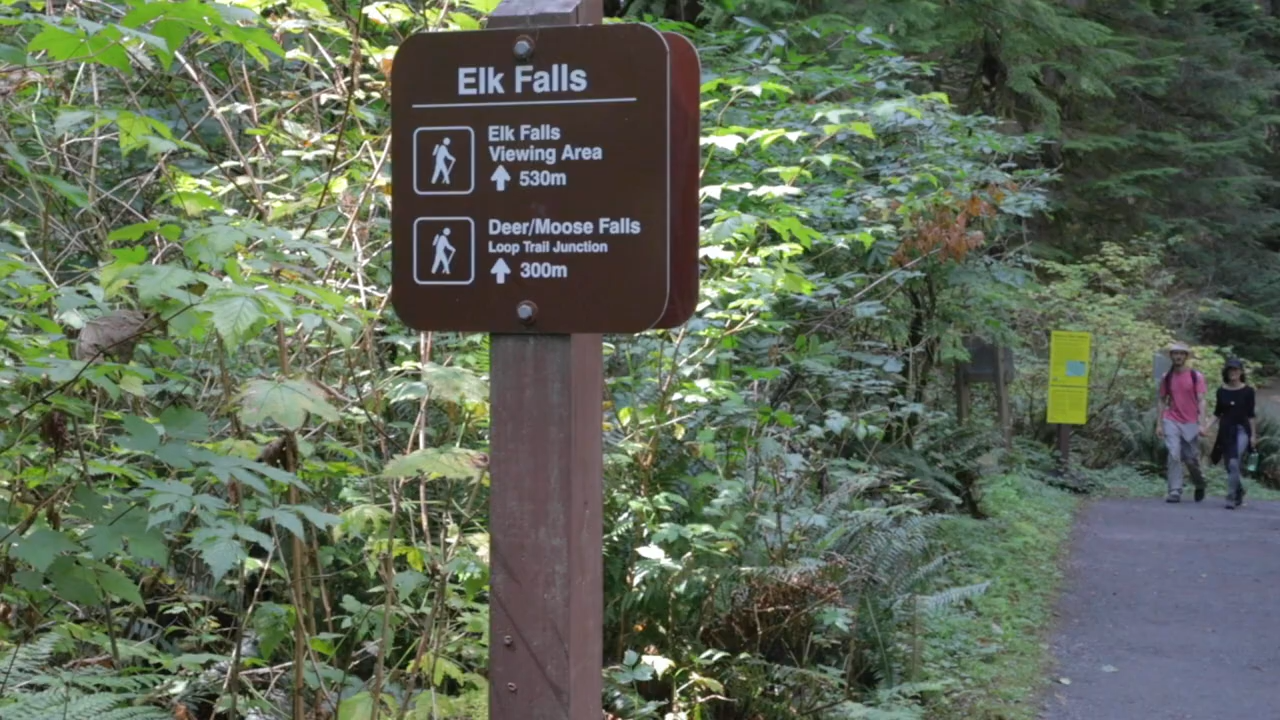 Elk Falls
Elk Falls
Viewing Area
530m
Deer/Moose Falls
Loop Trail Junction
300m